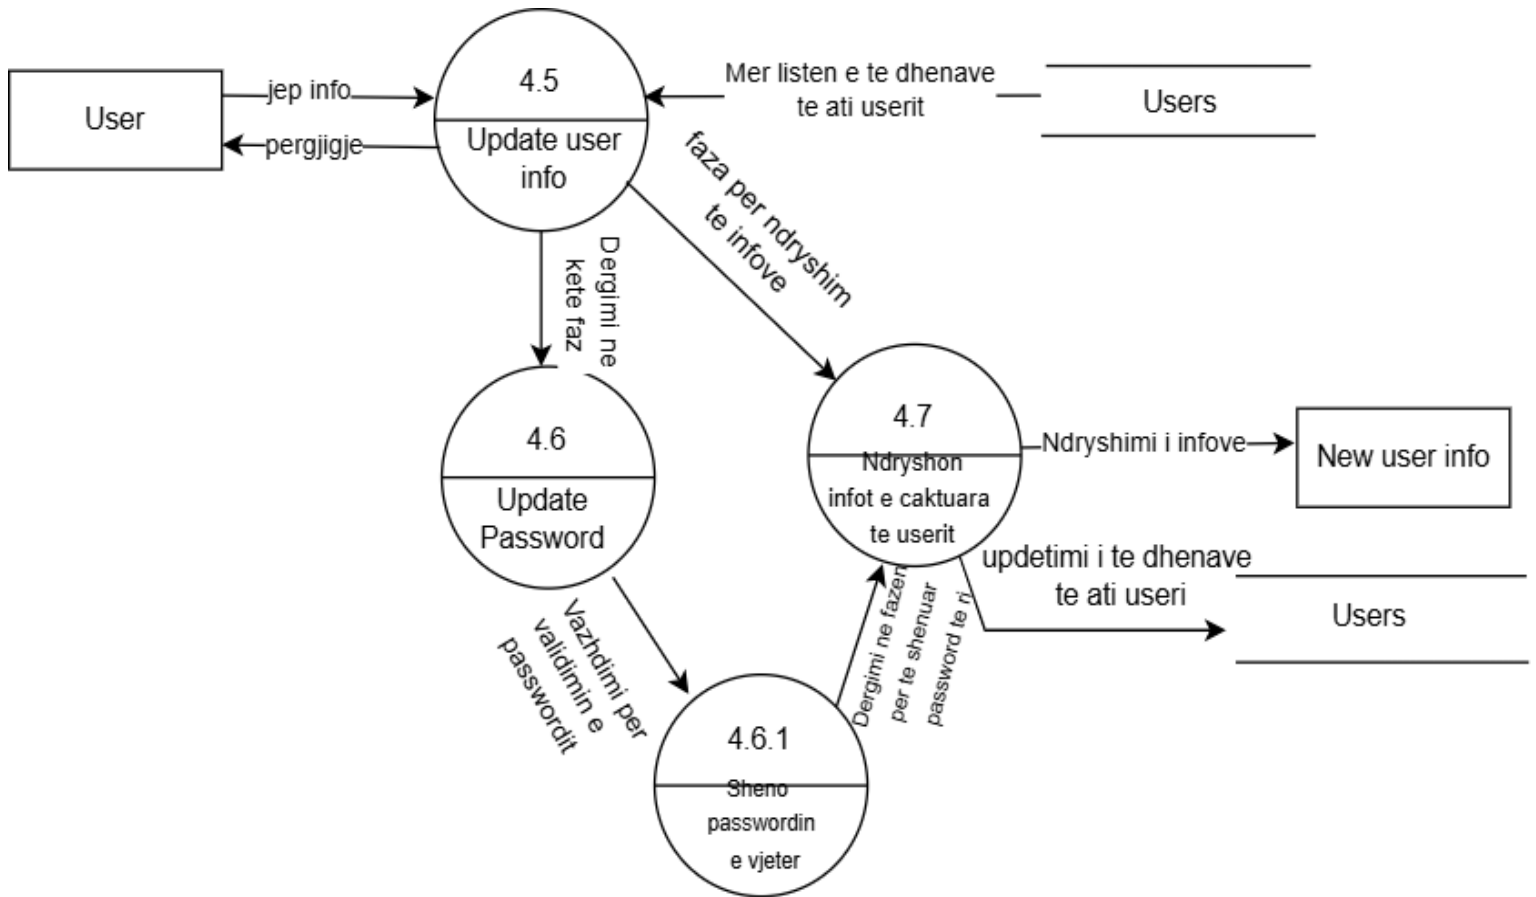 4.5
Update user
info
User
jep info
pergjigje
Mer listen e te dhenave
te ati userit
Users
faza per ndryshim
te infove
Dergimi ne
kete faz
4.6
Update
Password
4.7
Ndryshon
infot e caktuara
te userit
Ndryshimi i infove
New user info
updetimi i te dhenave
te ati useri
Users
Vazhdimi per
validimin e
passwordit
Dergimi ne fazen
per te shenuar
password te ri
4.6.1
Sheno
passwordin
e vjeter